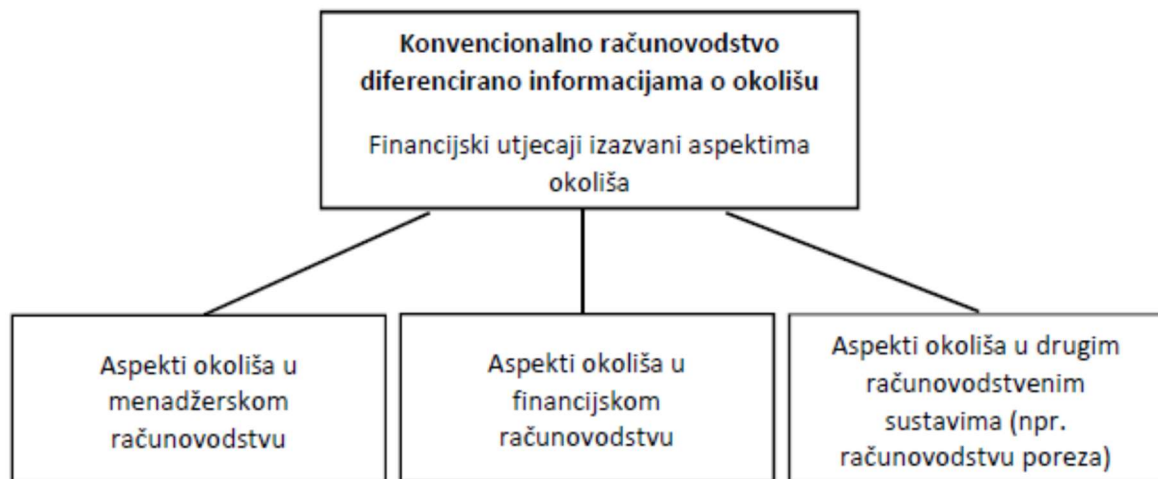 Konvencionalno računovodstvo
diferencirano informacijama o okolišu
Financijski utjecaji izazvani aspektima
okoliša
Aspekti okoliša u
menadžerskom
računovodstvu
Aspekti okoliša u
financijskom
računovodstvu
Aspekti okoliša u drugim
računovodstvenim
sustavima (npr.
računovodstvu poreza)